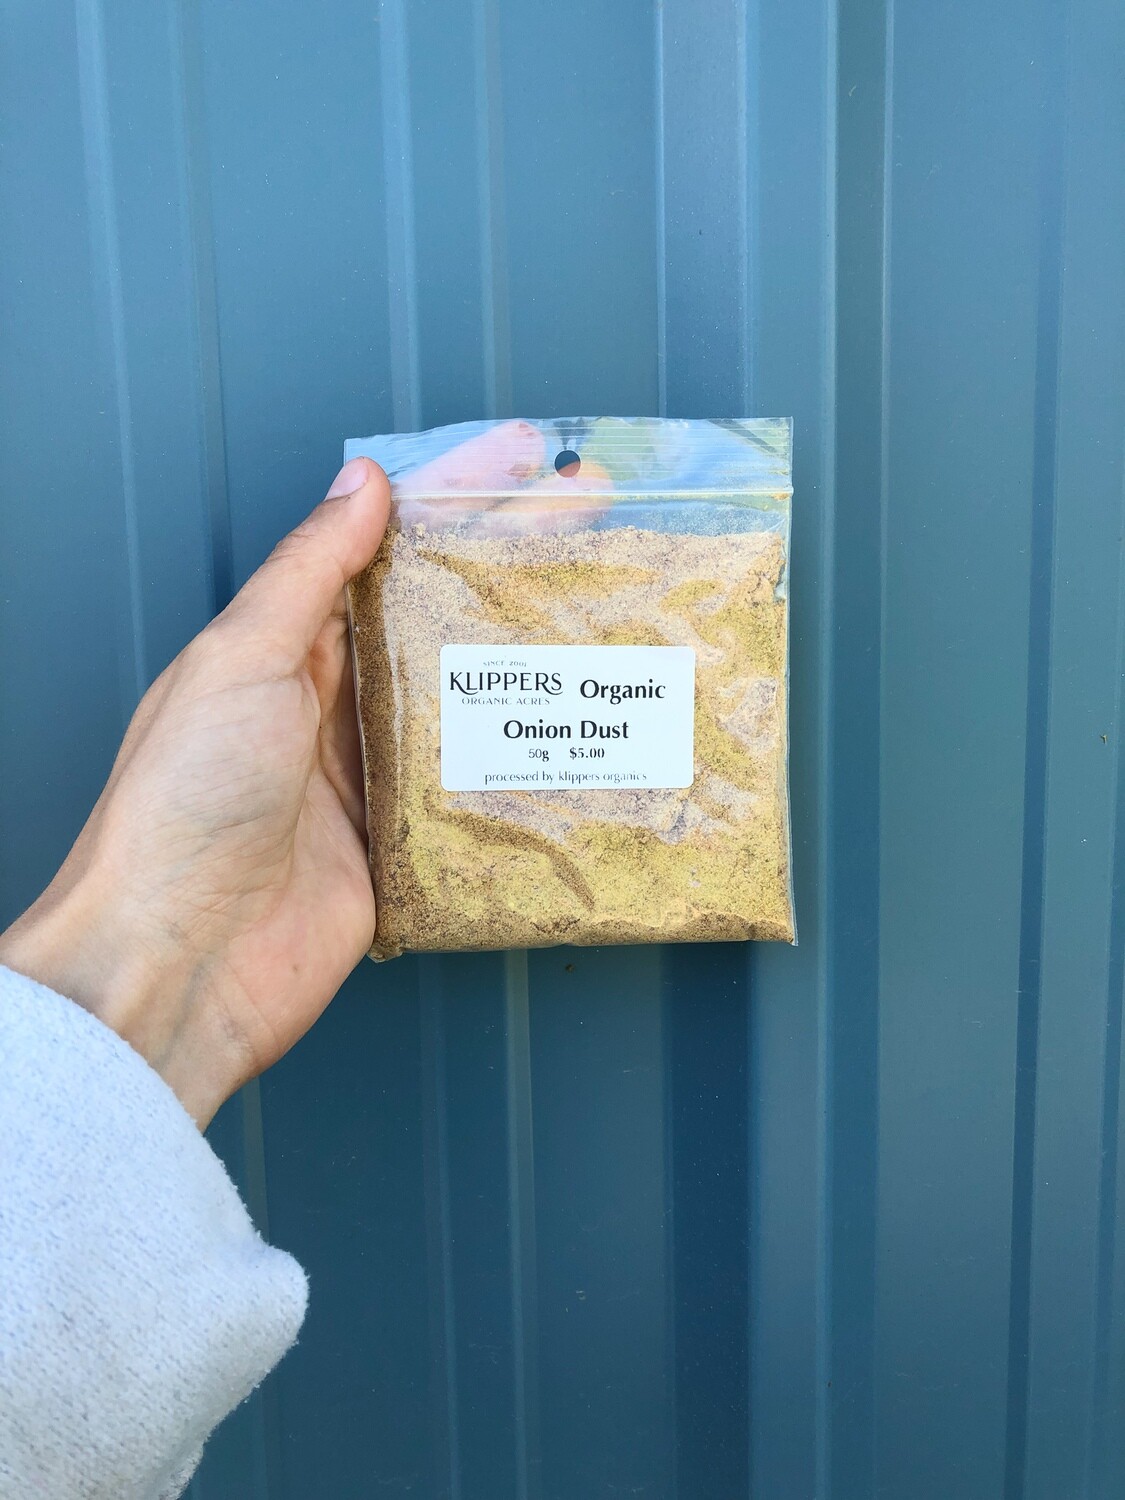 SINCE 2001
KLIPPERS Organic
ORGANIC ACRES
Onion Dust
50g $5.00
processed by klippers organics